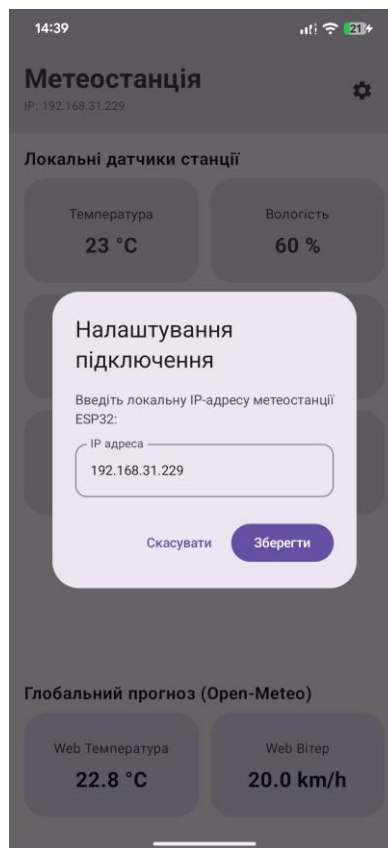 14:39
21
Метеостанція
IP: 192.168.31.229
Локальні датчики станції
Температура
Вологість
23 °C
60 %
Налаштування
підключення
Введіть локальну IP-адресу метеостанції
ESP32:
IP адреса
192.168.31.229
Скасувати
Зберегти
Глобальний прогноз (Open-Meteo)
Web Температура
Web Вітер
22.8 °C
20.0 km/h